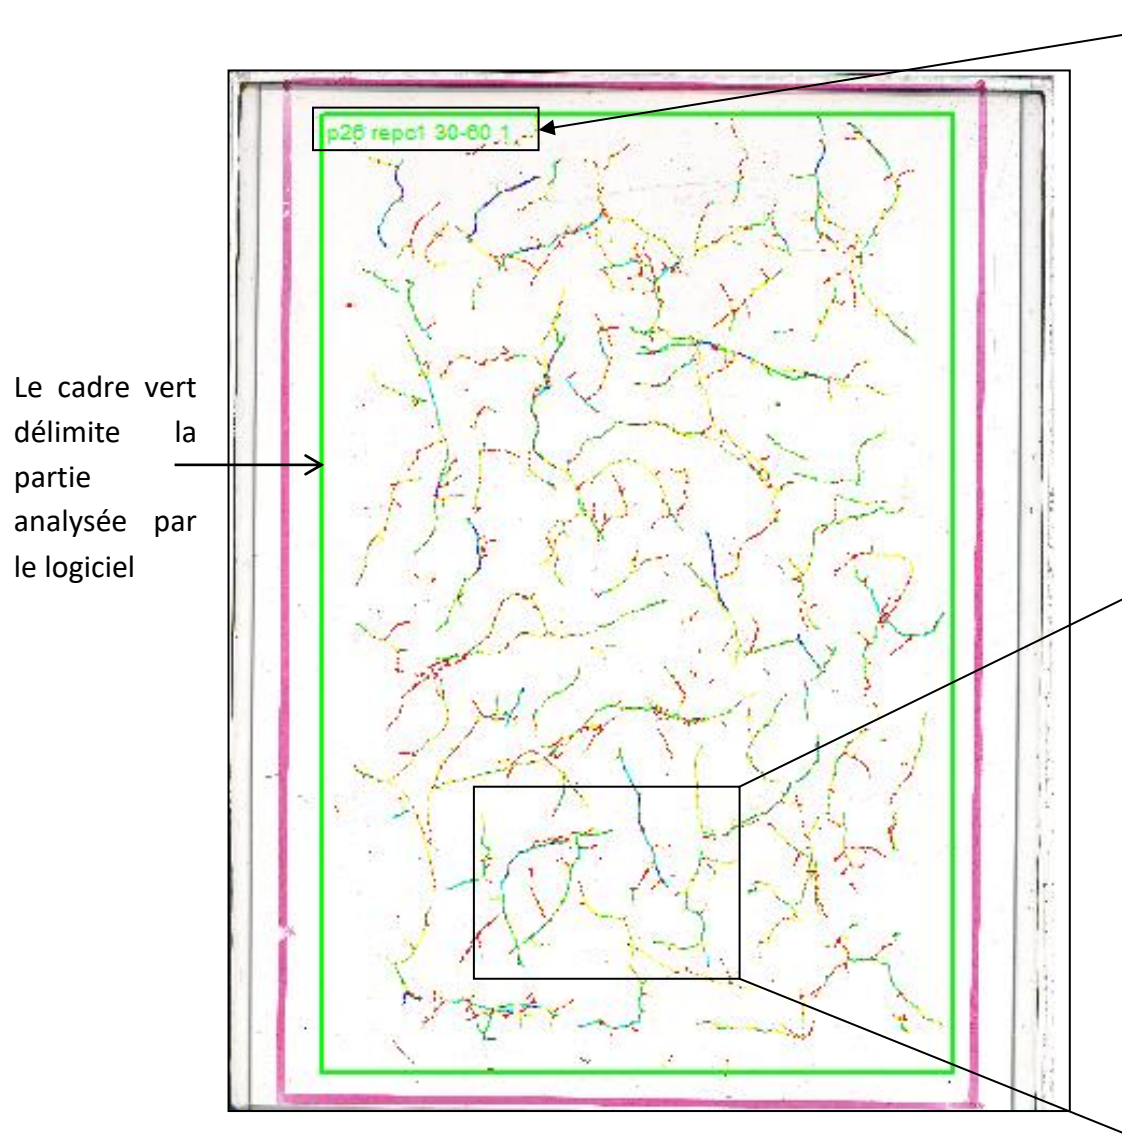 p26 repc1 30-60_1
Le cadre vert
délimite la
partie
analysée par
le logiciel